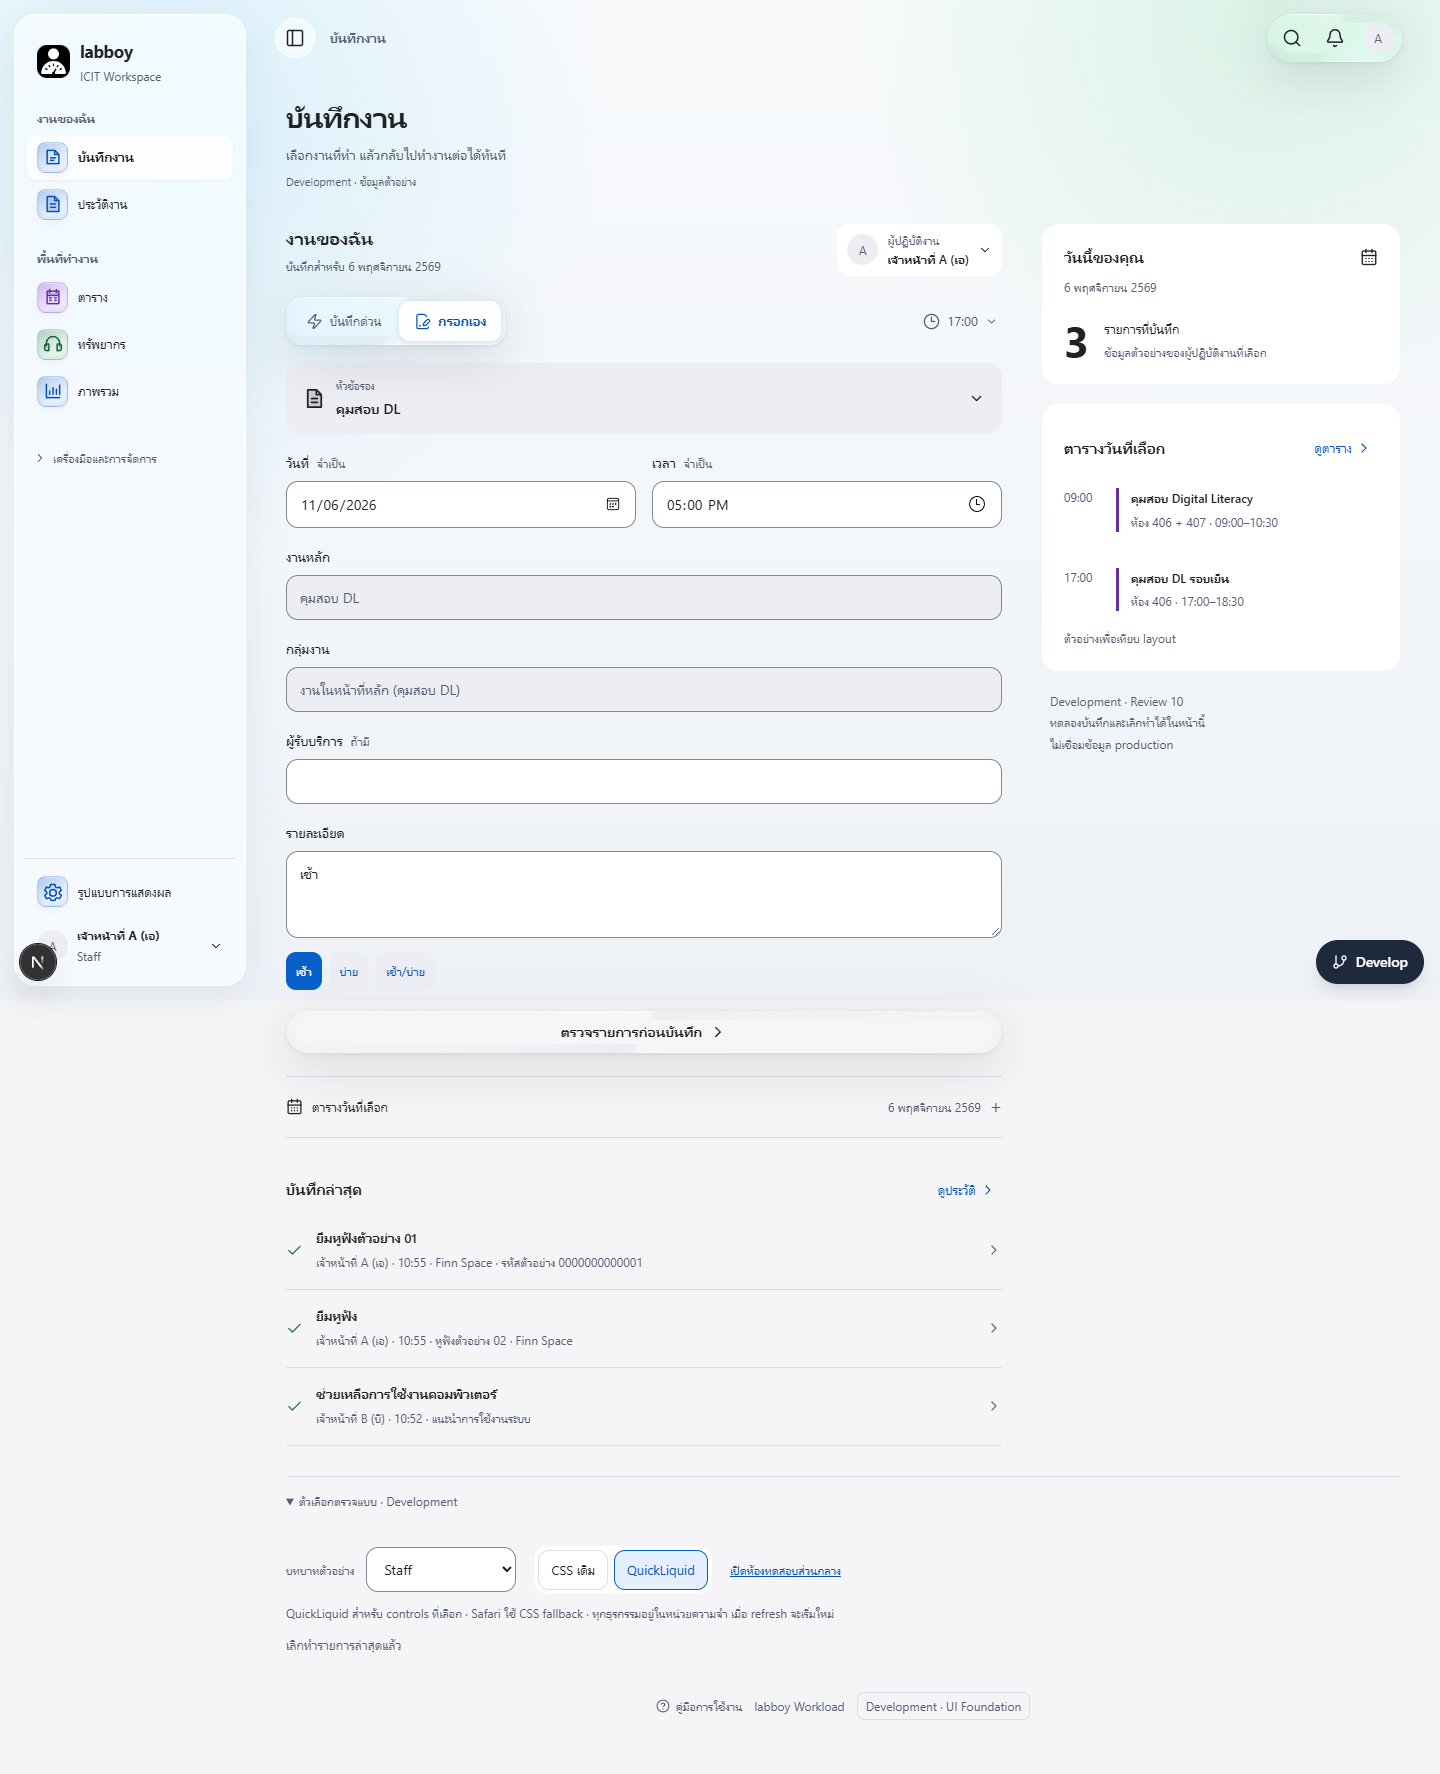 labboy
ICIT Workspace
งานของฉัน
บันทึกงาน
ประวัติงาน
พื้นที่ทำงาน
ตาราง
ทรัพยากร
ภาพรวม
เครื่องมือและการจัดการ
รูปแบบการแสดงผล
A
เจ้าหน้าที่ A (เอ)
Staff
N
บันทึกงาน
A
บันทึกงาน
เลือกงานที่ทำ แล้วกลับไปทำงานต่อได้ทันที
Development · ข้อมูลตัวอย่าง
งานของฉัน
บันทึกสำหรับ 6 พฤศจิกายน 2569
A
ผู้ปฏิบัติงาน
เจ้าหน้าที่ A (เอ)
บันทึกด่วน
กรอกเอง
17:00
หัวข้อรอง
คุมสอบ DL
วันที่ จำเป็น
11/06/2026
เวลา จำเป็น
05:00 PM
งานหลัก
คุมสอบ DL
กลุ่มงาน
งานในหน้าที่หลัก (คุมสอบ DL)
ผู้รับบริการ ถ้ามี
รายละเอียด
เช้า
เช้า
บ่าย
เช้า/บ่าย
ตรวจรายการก่อนบันทึก
ตารางวันที่เลือก
6 พฤศจิกายน 2569 +
บันทึกล่าสุด
ดูประวัติ
ยืมหูฟังตัวอย่าง 01
เจ้าหน้าที่ A (เอ) · 10:55 · Finn Space · รหัสตัวอย่าง 0000000000001
ยืมหูฟัง
เจ้าหน้าที่ A (เอ) · 10:55 · หูฟังตัวอย่าง 02 · Finn Space
ช่วยเหลือการใช้งานคอมพิวเตอร์
เจ้าหน้าที่ B (บี) · 10:52 · แนะนำการใช้งานระบบ
วันนี้ของคุณ
6 พฤศจิกายน 2569
3
รายการที่บันทึก
ข้อมูลตัวอย่างของผู้ปฏิบัติงานที่เลือก
ตารางวันที่เลือก
ดูตาราง
09:00
คุมสอบ Digital Literacy
ห้อง 406 + 407 · 09:00–10:30
17:00
คุมสอบ DL รอบเย็น
ห้อง 406 · 17:00–18:30
ตัวอย่างเพื่อเทียบ layout
Development · Review 10
ทดลองบันทึกและเลิกทำได้ในหน้านี้
ไม่เชื่อมข้อมูล production
Develop
▼ ตัวเลือกตรวจแบบ · Development
บทบาทตัวอย่าง
Staff
CSS เดิม
QuickLiquid
เปิดห้องทดสอบส่วนกลาง
QuickLiquid สำหรับ controls ที่เลือก · Safari ใช้ CSS fallback · ทุกธุรกรรมอยู่ในหน่วยความจำ เมื่อ refresh จะเริ่มใหม่
เลิกทำรายการล่าสุดแล้ว
คู่มือการใช้งาน
labboy Workload
Development · UI Foundation